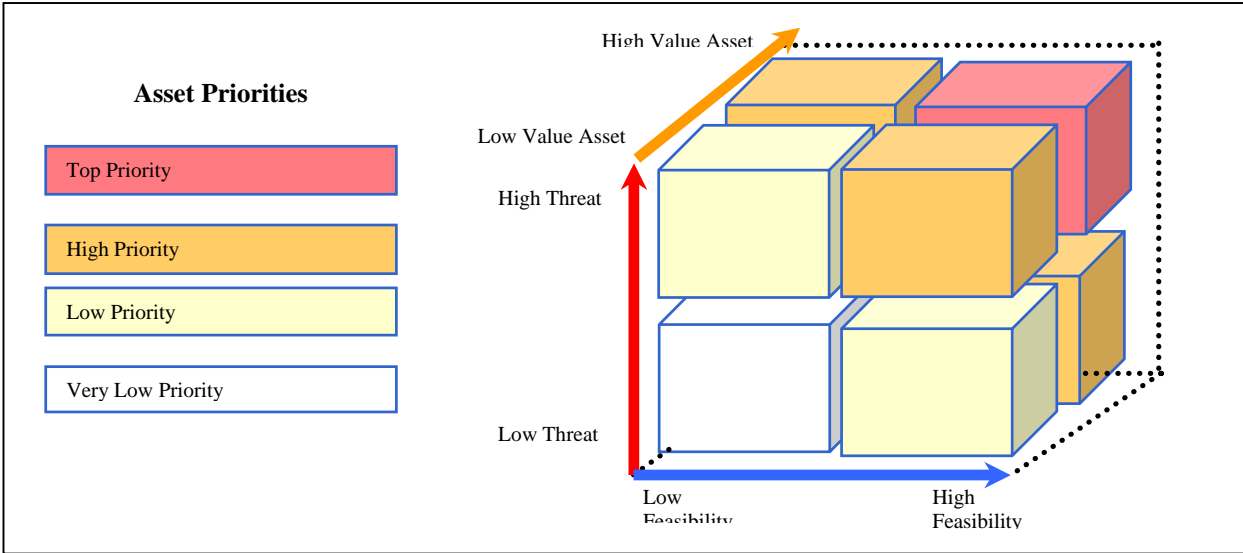 Asset Priorities
Top Priority
High Priority
Low Priority
Very Low Priority
High Value Asset
Low Value Asset
High Threat
Low Threat
Low
Feasibility
High
Feasibility